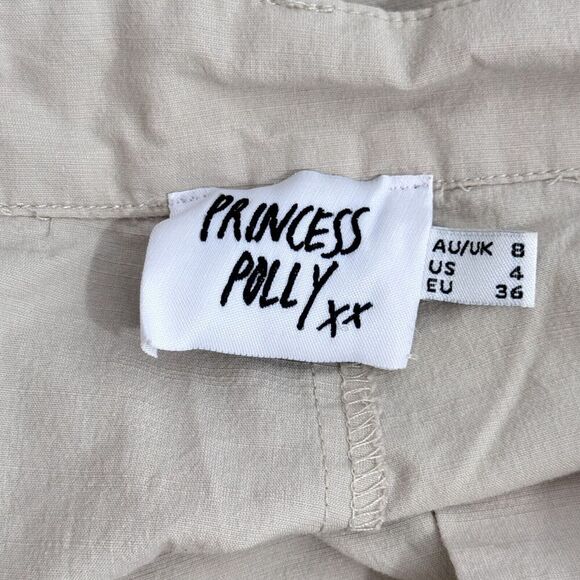 PRINCESS
POLLY xx
AU/UK 8
US 4
EU 36